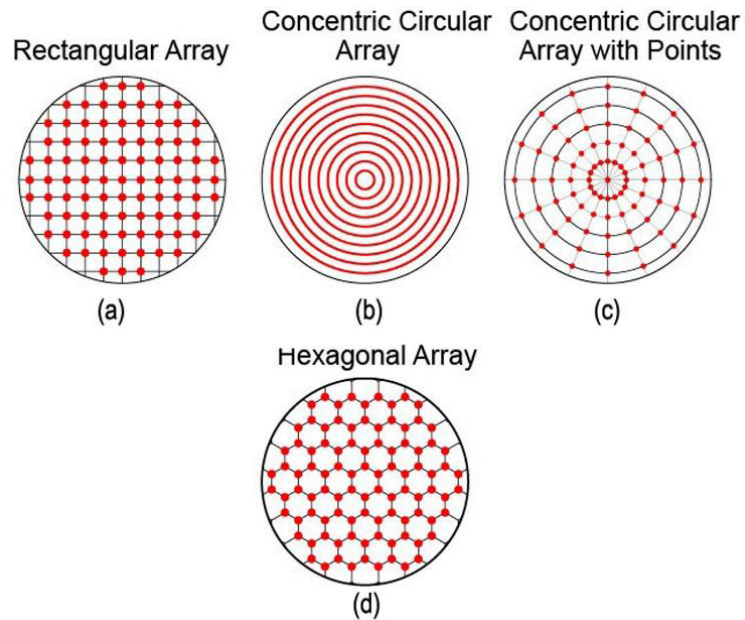 Rectangular Array
Concentric Circular
Array
Concentric Circular
Array with Points
(a)
(b)
(c)
Hexagonal Array
(d)